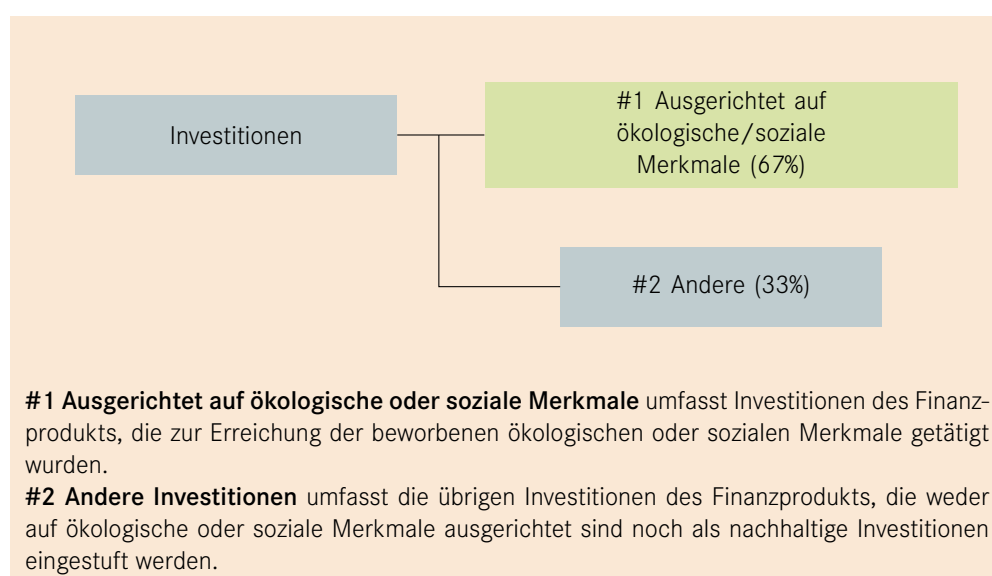 Investitionen
#1 Ausgerichtet auf
ökologische/soziale
Merkmale (67%)
#2 Andere (33%)
#1 Ausgerichtet auf ökologische oder soziale Merkmale umfasst Investitionen des Finanz-
produkts, die zur Erreichung der beworbenen ökologischen oder sozialen Merkmale getätigt
wurden.
#2 Andere Investitionen umfasst die übrigen Investitionen des Finanzprodukts, die weder
auf ökologische oder soziale Merkmale ausgerichtet sind noch als nachhaltige Investitionen
eingestuft werden.